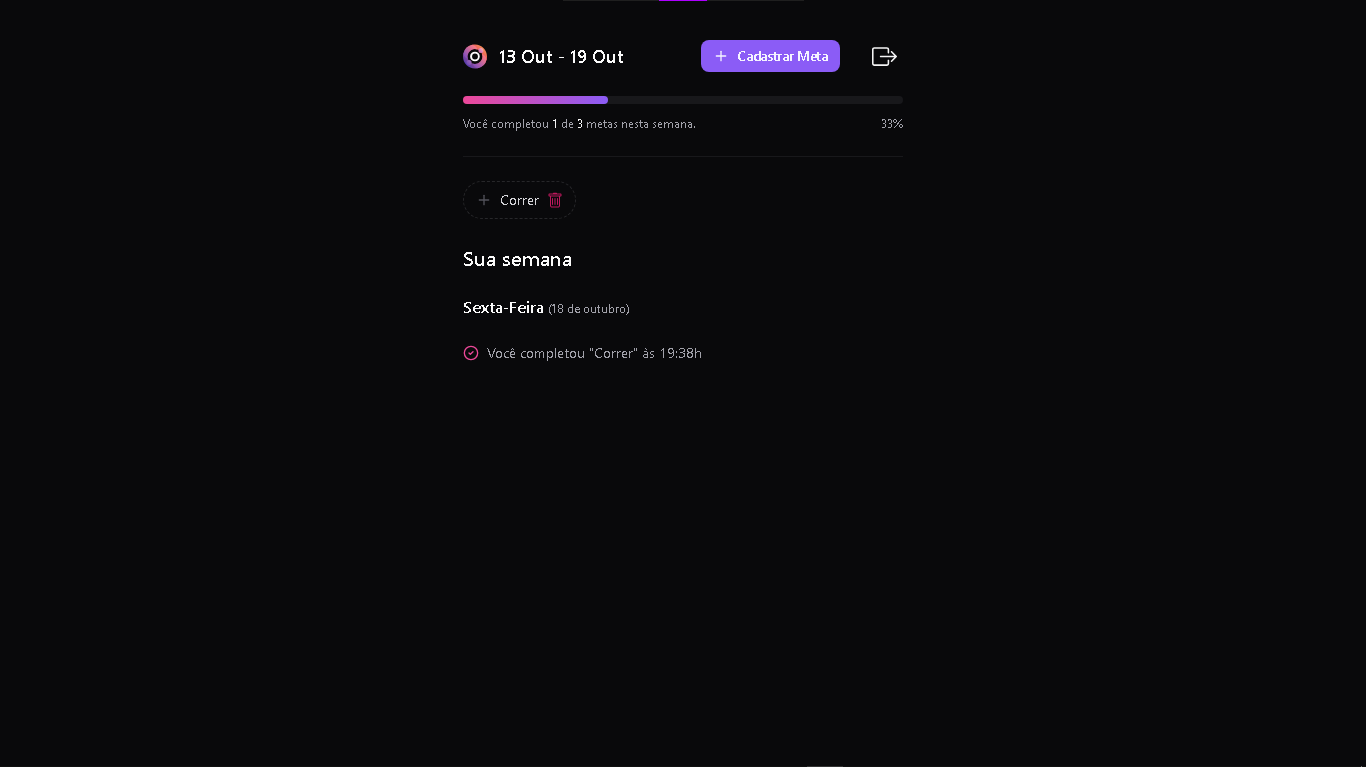 13 Out - 19 Out
Cadastrar Meta
Você completou 1 de 3 metas nesta semana.
33%
Correr
Sua semana
Sexta-Feira (18 de outubro)
Você completou "Correr" às 19:38h